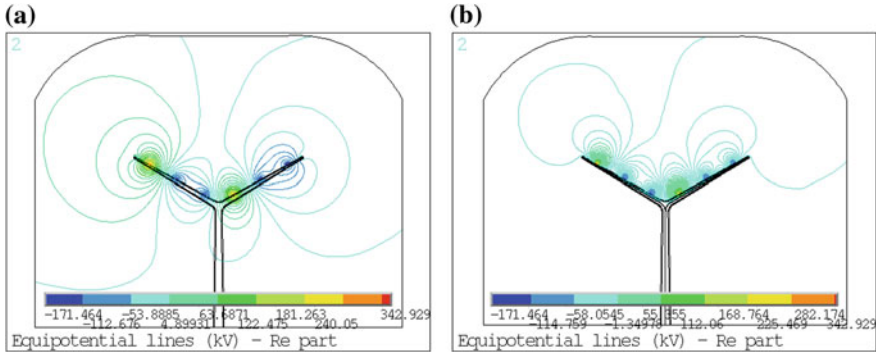 (a)
2
-171.464 -53.8885 63.6871 181.263 342.929
-112.676 4.89931 122.475 240.05
Equipotential lines (kV) - Re part
(b)
2
-171.464 -58.0545 168.764 282.174
-114.759 -1.34978 112.06 225.469 342.929
Equipotential lines (kV) - Re part